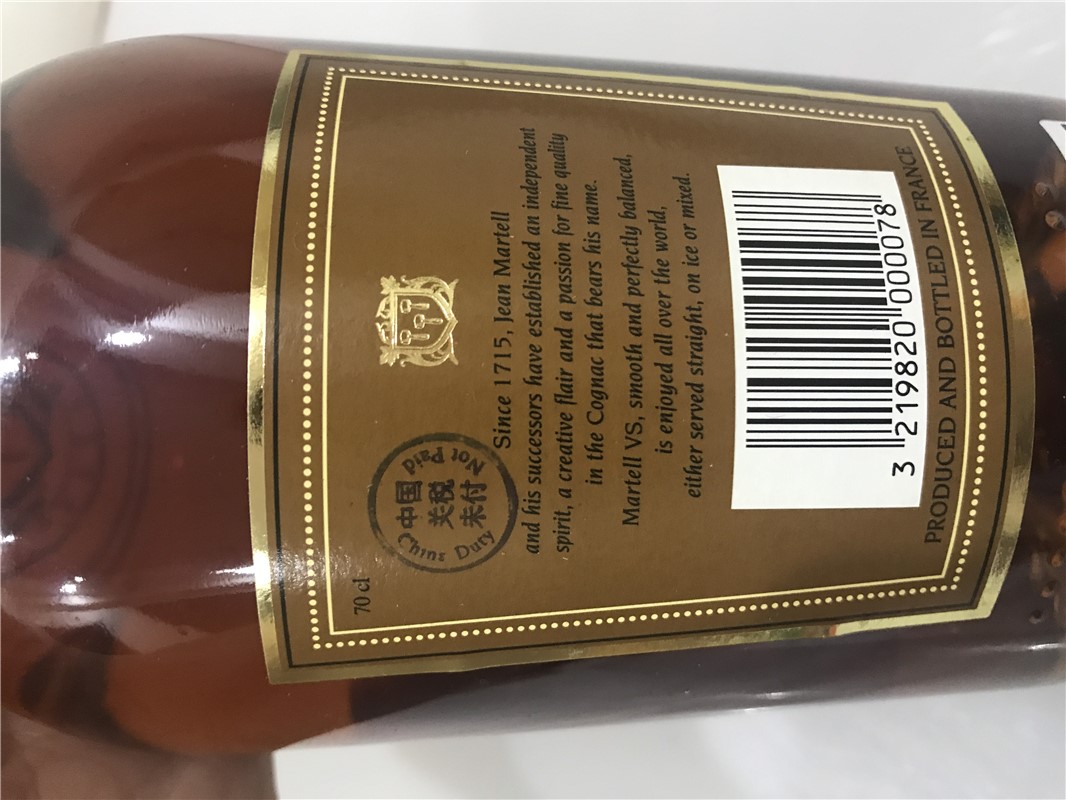 70 cl
中国
关税
未付
China Duty
Not Paid
Since 1715, Jean Martell
and his successors have established an independent
spirit, a creative flair and a passion for fine quality
in the Cognac that bears his name.
Martell VS, smooth and perfectly balanced,
is enjoyed all over the world,
either served straight, on ice or mixed.
3 219820 000078
PRODUCED AND BOTTLED IN FRANCE